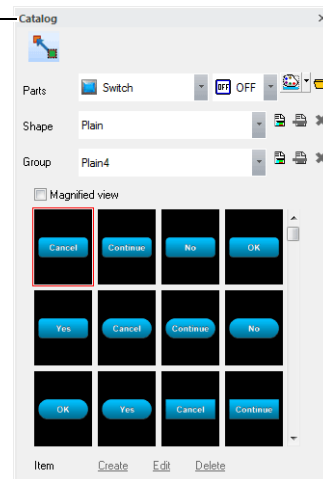 Catalog
Parts Switch OFF OFF
Shape Plain
Group Plain4
Magnified view
Cancel Continue No OK
Yes Cancel Continue No
OK Yes Cancel Continue
Item Create Edit Delete